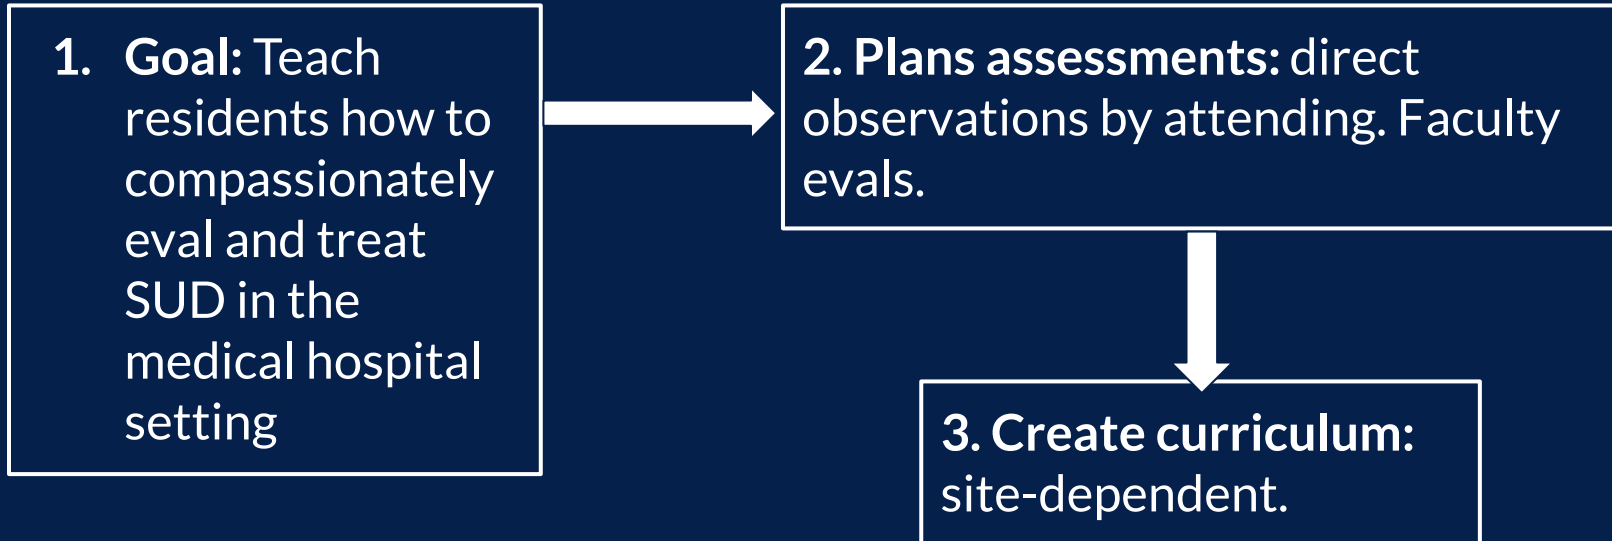 1. Goal: Teach
residents how to
compassionately
eval and treat
SUD in the
medical hospital
setting
2. Plans assessments: direct
observations by attending. Faculty
evals.
3. Create curriculum:
site-dependent.